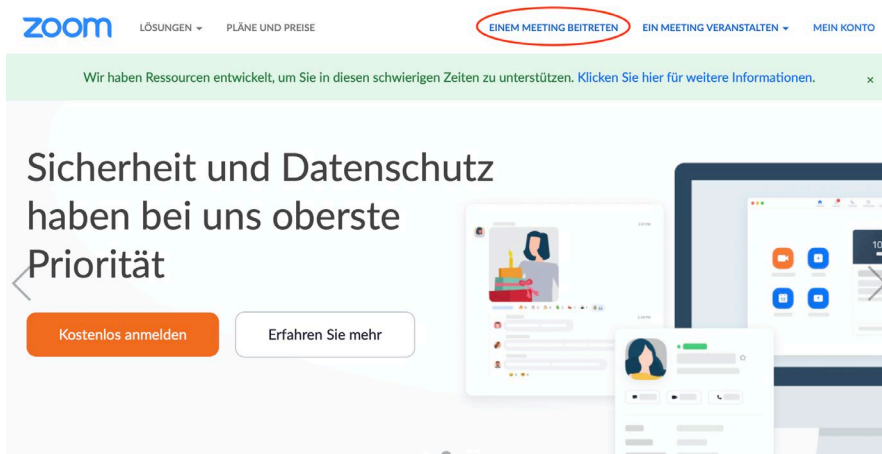 zoom LÖSUNGEN PLÄNE UND PREISE EINEM MEETING BEITRETEN EIN MEETING VERANSTALTEN MEIN KONTO
Wir haben Ressourcen entwickelt, um Sie in diesen schwierigen Zeiten zu unterstützen. Klicken Sie hier für weitere Informationen. ×
Sicherheit und Datenschutz
haben bei uns oberste
Priorität
10
Kostenlos anmelden Erfahren Sie mehr